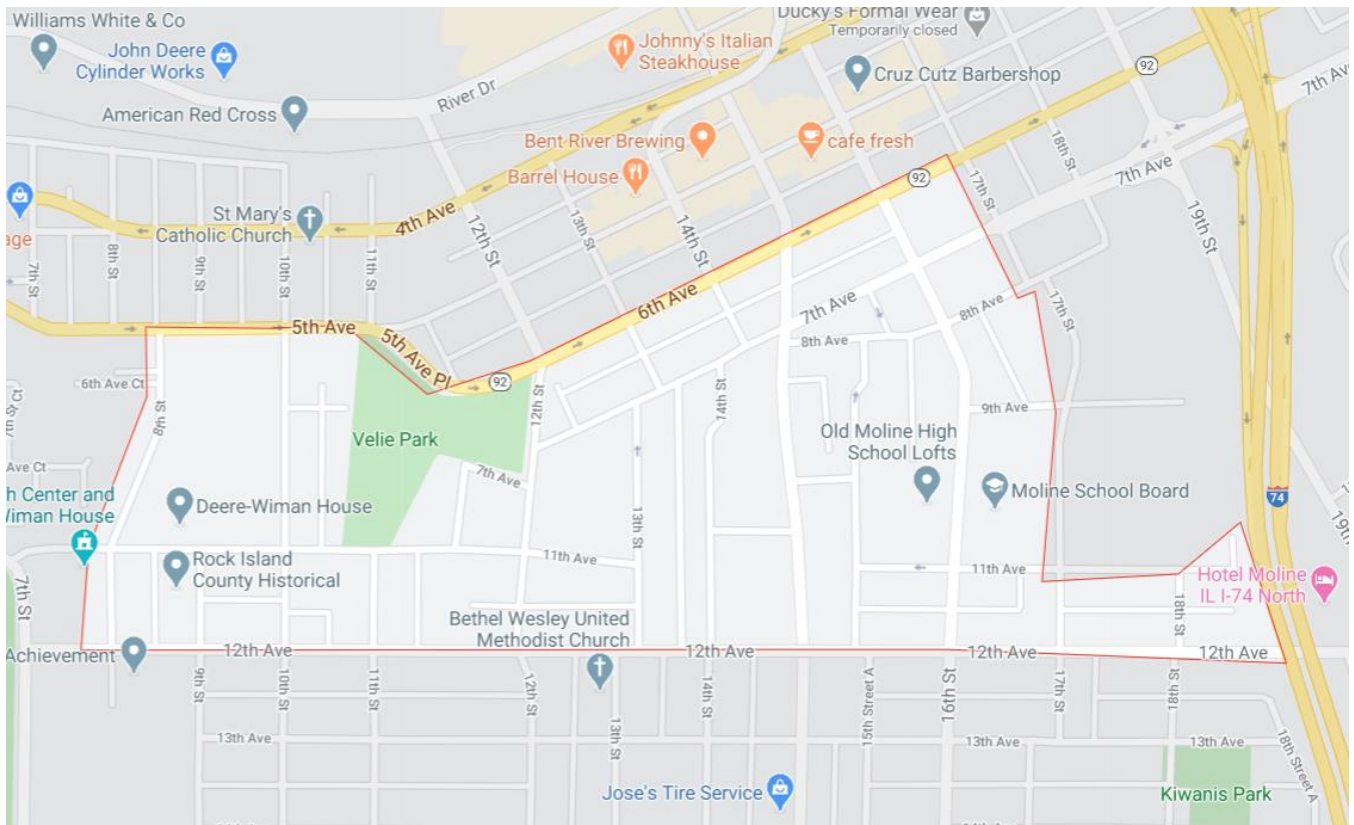 Williams White & Co
Ducky's Formal Wear
Temporarily closed
John Deere
Cylinder Works
Johnny's Italian
Steakhouse
92
Cruz Cutz Barbershop
7th Ave
River Dr
American Red Cross
Bent River Brewing
cafe fresh
18th St
Barrel House
92
17th St
7th Ave
St Mary's
Catholic Church
4th Ave
12th St
13th St
14th St
19th St
age
7th St
8th St
9th St
10th St
11th St
6th Ave
5th Ave
5th Ave Pl
7th Ave
8th Ave
17th St
8th Ave
92
6th Ave Ct
7th St Ct
8th St
12th St
14th St
9th Ave
Velie Park
Old Moline High
School Lofts
Ave Ct
7th Ave
Moline School Board
h Center and
Wiman House
Deere-Wiman House
13th St
74
19th
11th Ave
Rock Island
County Historical
11th Ave
Hotel Moline
IL I-74 North
7th St
18th St
Bethel Wesley United
Methodist Church
Achievement
12th Ave
12th Ave
12th Ave
12th Ave
9th St
10th St
11th St
12th St
13th St
14th St
15th Street A
16th St
17th St
18th St
13th Ave
13th Ave
13th Ave
18th Street A
Jose's Tire Service
Kiwanis Park